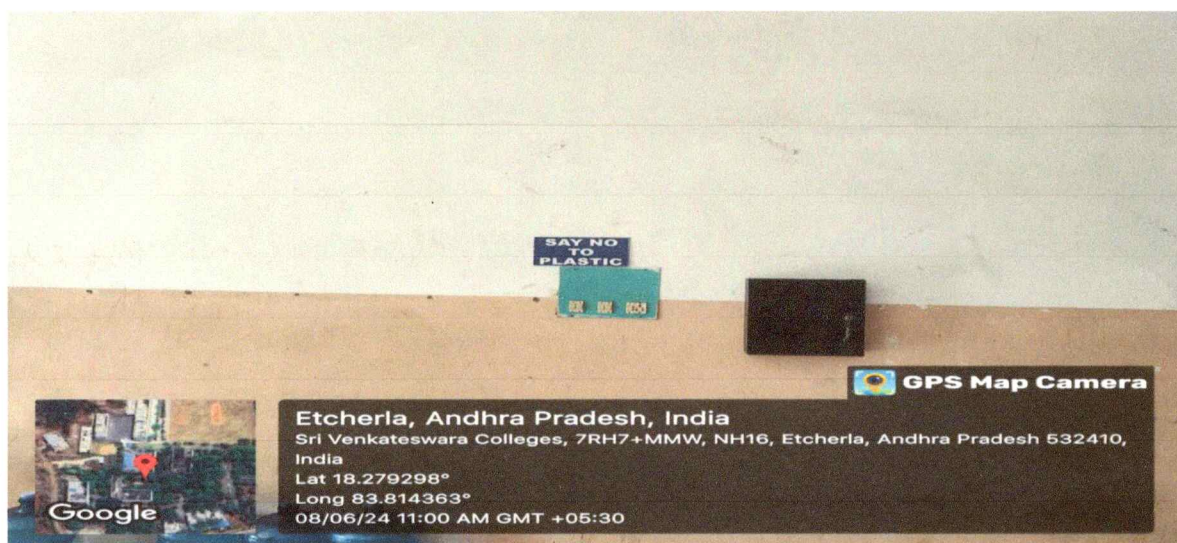 SAY NO
TO
PLASTIC
GPS Map Camera
Etcherla, Andhra Pradesh, India
Sri Venkateswara Colleges, 7RH7+MMW, NH16, Etcherla, Andhra Pradesh 532410,
India
Lat 18.279298°
Long 83.814363°
08/06/24 11:00 AM GMT +05:30
Google